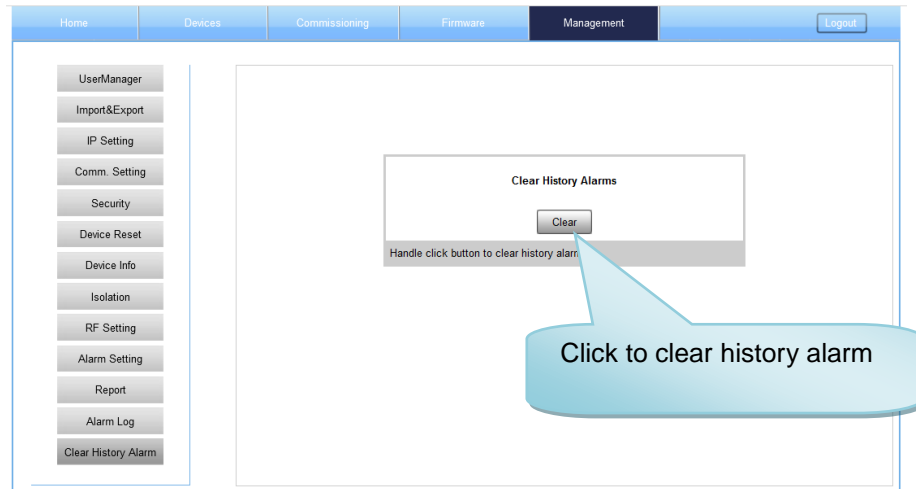 Home Devices Commissioning Firmware Management Logout
UserManager
Import&Export
IP Setting
Comm. Setting
Security
Device Reset
Device Info
Isolation
RF Setting
Alarm Setting
Report
Alarm Log
Clear History Alarm
Clear History Alarms
Clear
Handle click button to clear history alarm
Click to clear history alarm